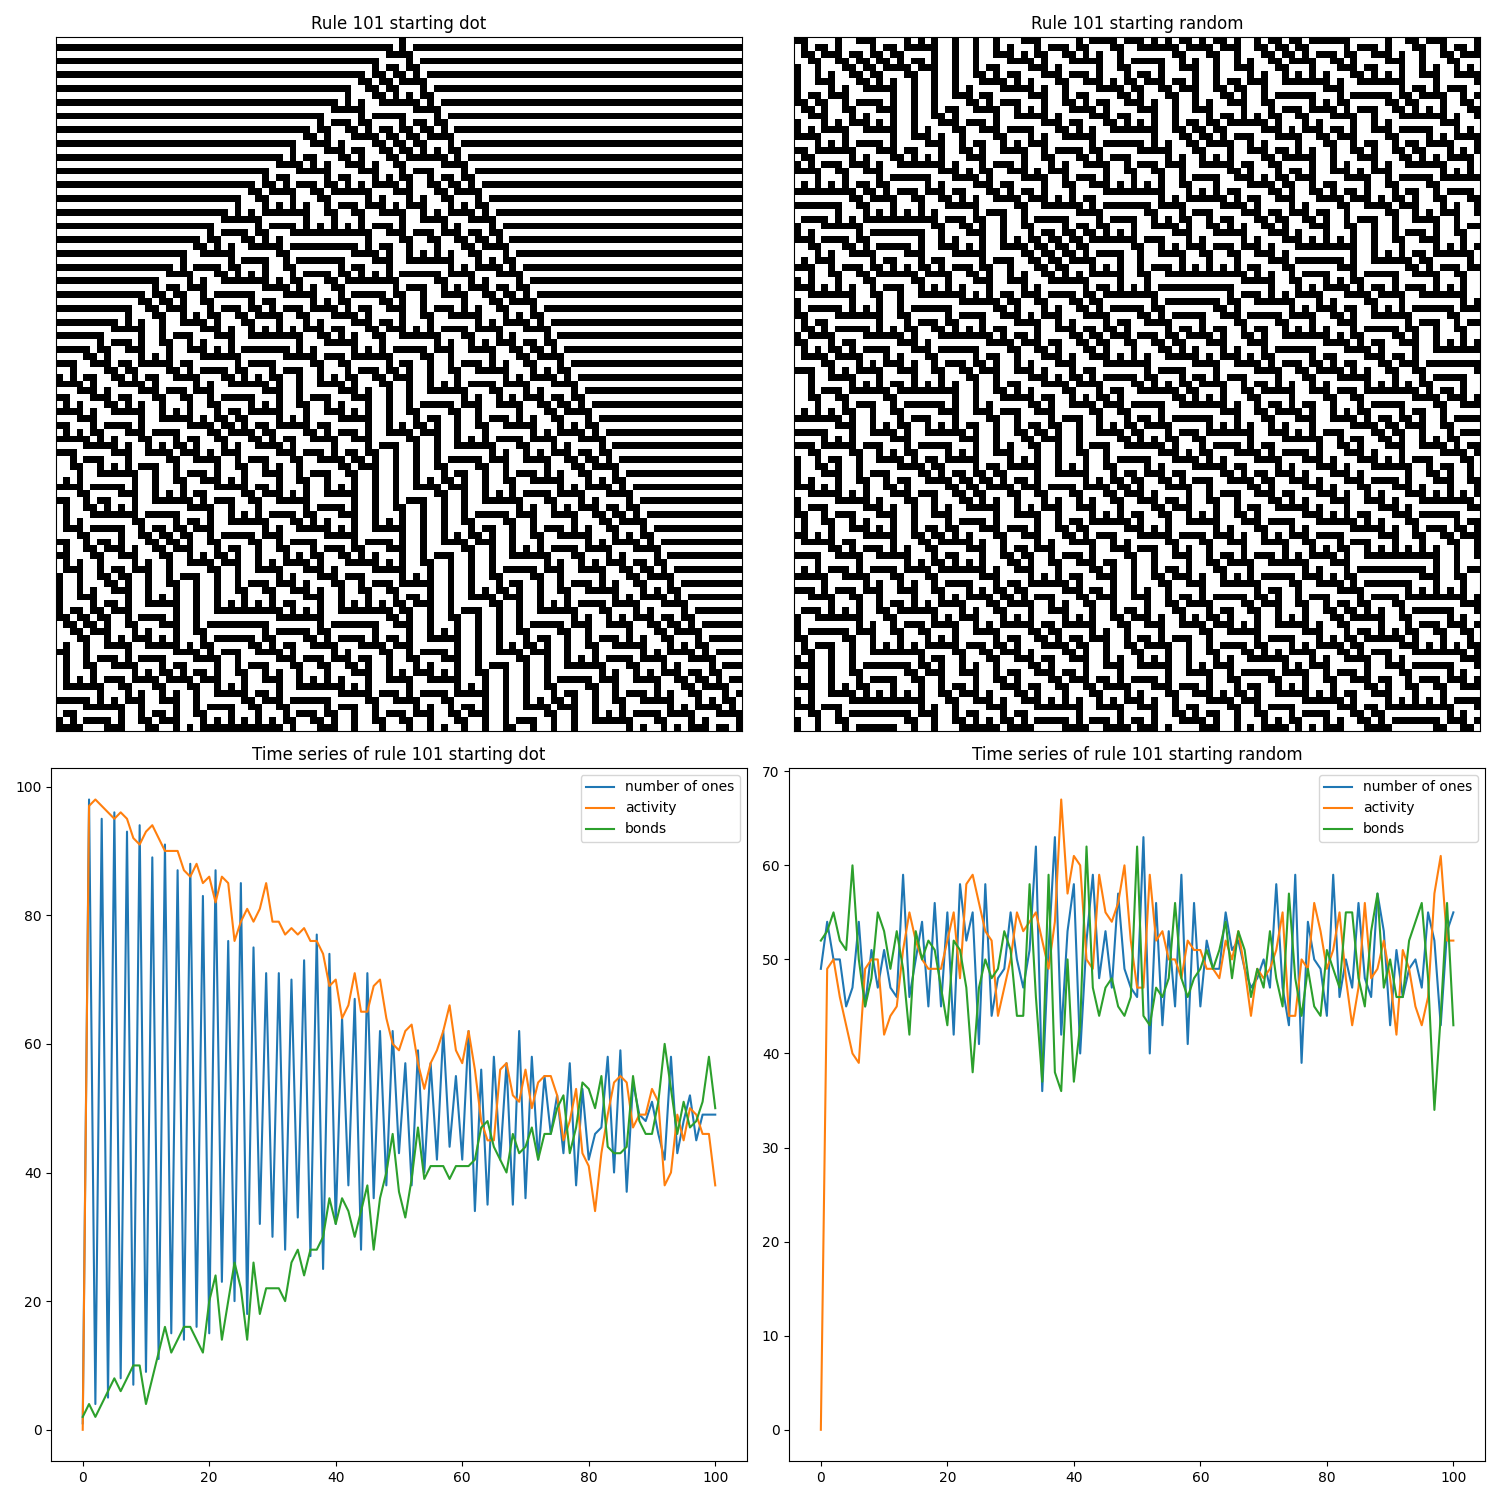 Rule 101 starting dot
Rule 101 starting random
Time series of rule 101 starting dot
100
80
60
40
20
0
0
20
40
60
80
100
number of ones
activity
bonds
Time series of rule 101 starting random
70
60
50
40
30
20
10
0
0
20
40
60
80
100
number of ones
activity
bonds